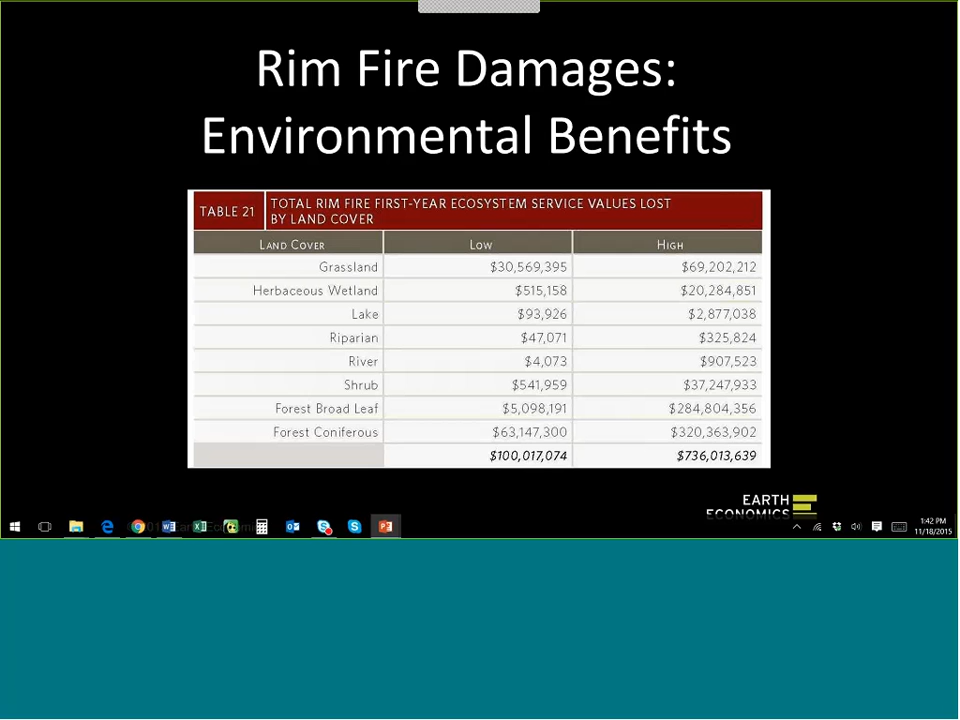 Rim Fire Damages:
Environmental Benefits
TABLE 21
TOTAL RIM FIRE FIRST-YEAR ECOSYSTEM SERVICE VALUES LOST
BY LAND COVER
LAND COVER LOW HIGH
Grassland $30,569,395 $69,202,212
Herbaceous Wetland $515,158 $20,284,851
Lake $93,926 $2,877,038
Riparian $47,071 $325,824
River $4,073 $907,523
Shrub $541,959 $37,247,933
Forest Broad Leaf $5,098,191 $284,804,356
Forest Coniferous $63,147,300 $320,363,902
$100,017,074 $736,013,639
EARTH
ECONOMICS
1:42 PM
11/18/2015